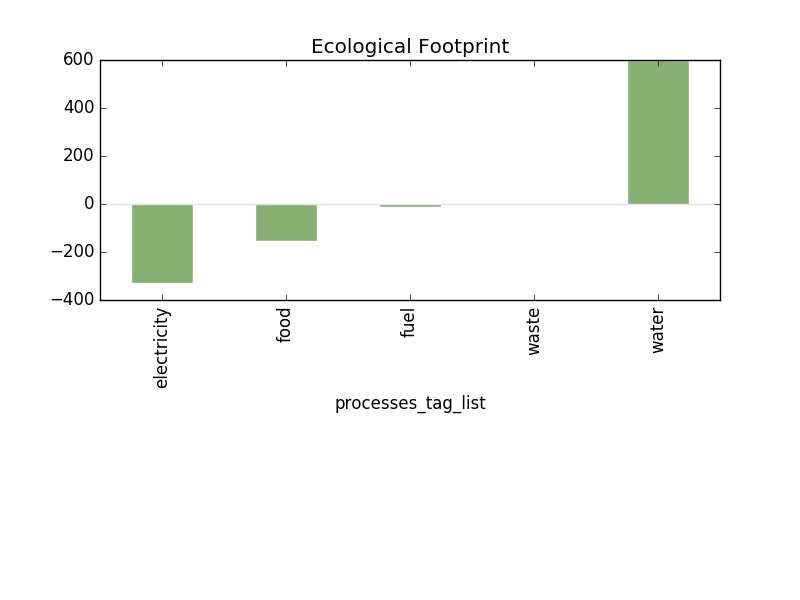 Ecological Footprint
600
400
200
0
−200
−400
electricity
food
fuel
waste
water
processes_tag_list